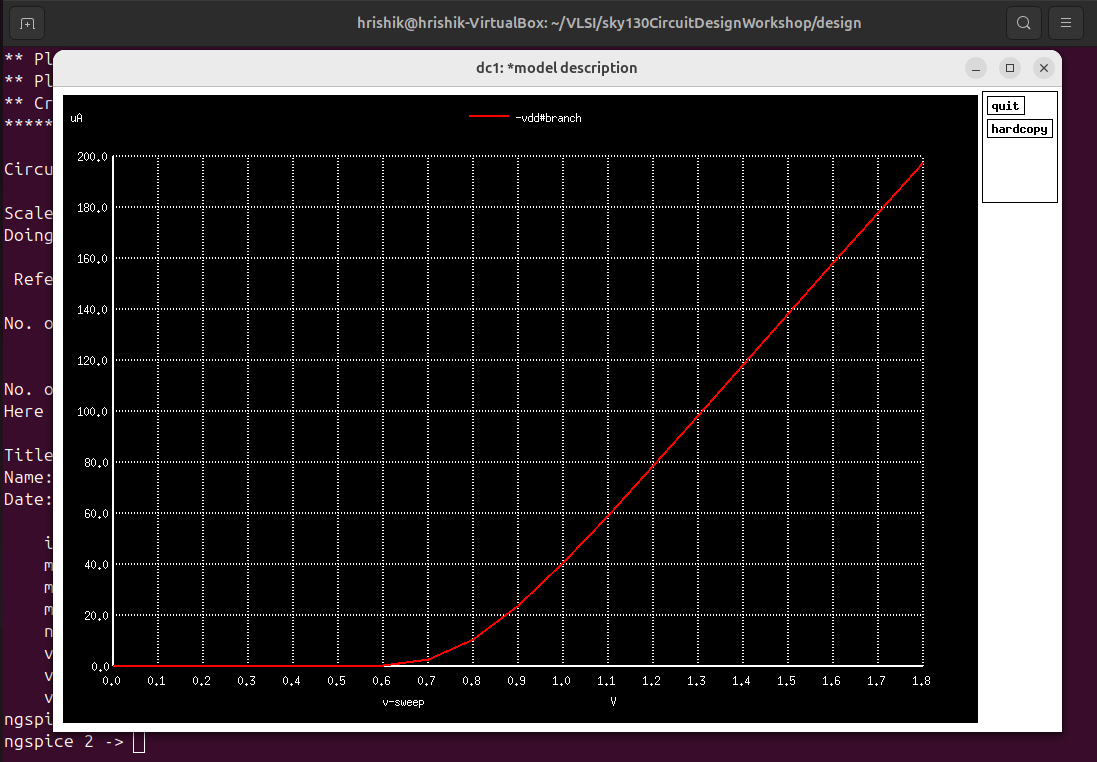 hrishik@hrishik-VirtualBox: ~/VLSI/sky130CircuitDesignWorkshop/design
** Pl
** Pl
** Cr
*****
Circu
Scale
Doing
Refe
No. o
No. o
Here
Title
Name:
Date:
i
m
m
m
n
v
v
v
ngspi
ngspice 2 ->
dc1: *model description
quit
hardcopy
uA
-vdd#branch
200.0
180.0
160.0
140.0
120.0
100.0
80.0
60.0
40.0
20.0
0.0
0.0 0.1 0.2 0.3 0.4 0.5 0.6 0.7 0.8 0.9 1.0 1.1 1.2 1.3 1.4 1.5 1.6 1.7 1.8
v-sweep V